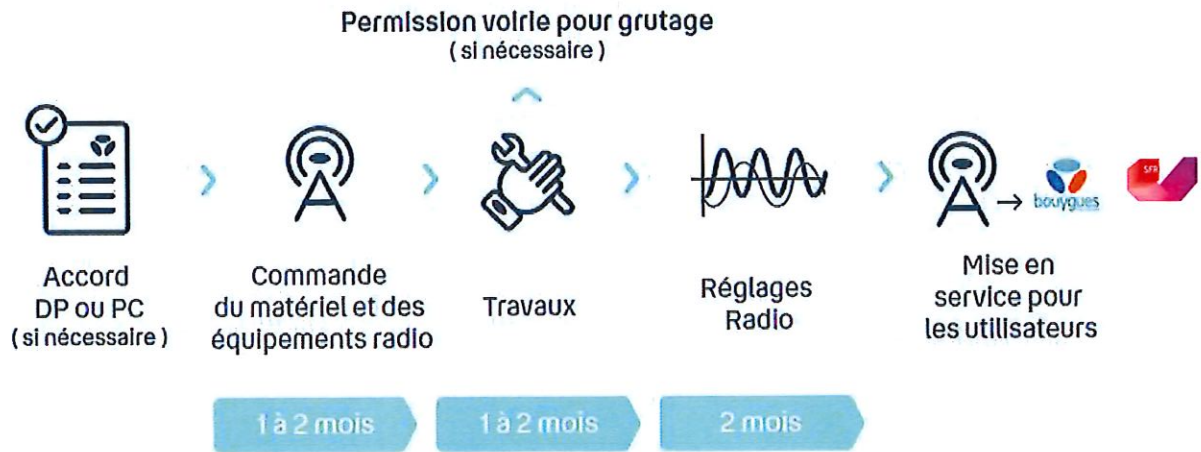 Permission voirie pour grutage
( si nécessaire )
Accord
DP ou PC
( si nécessaire )
Commande
du matériel et des
équipements radio
Travaux
Réglages
Radio
bouygues
SFR
Mise en
service pour
les utilisateurs
1 à 2 mois
1 à 2 mois
2 mois